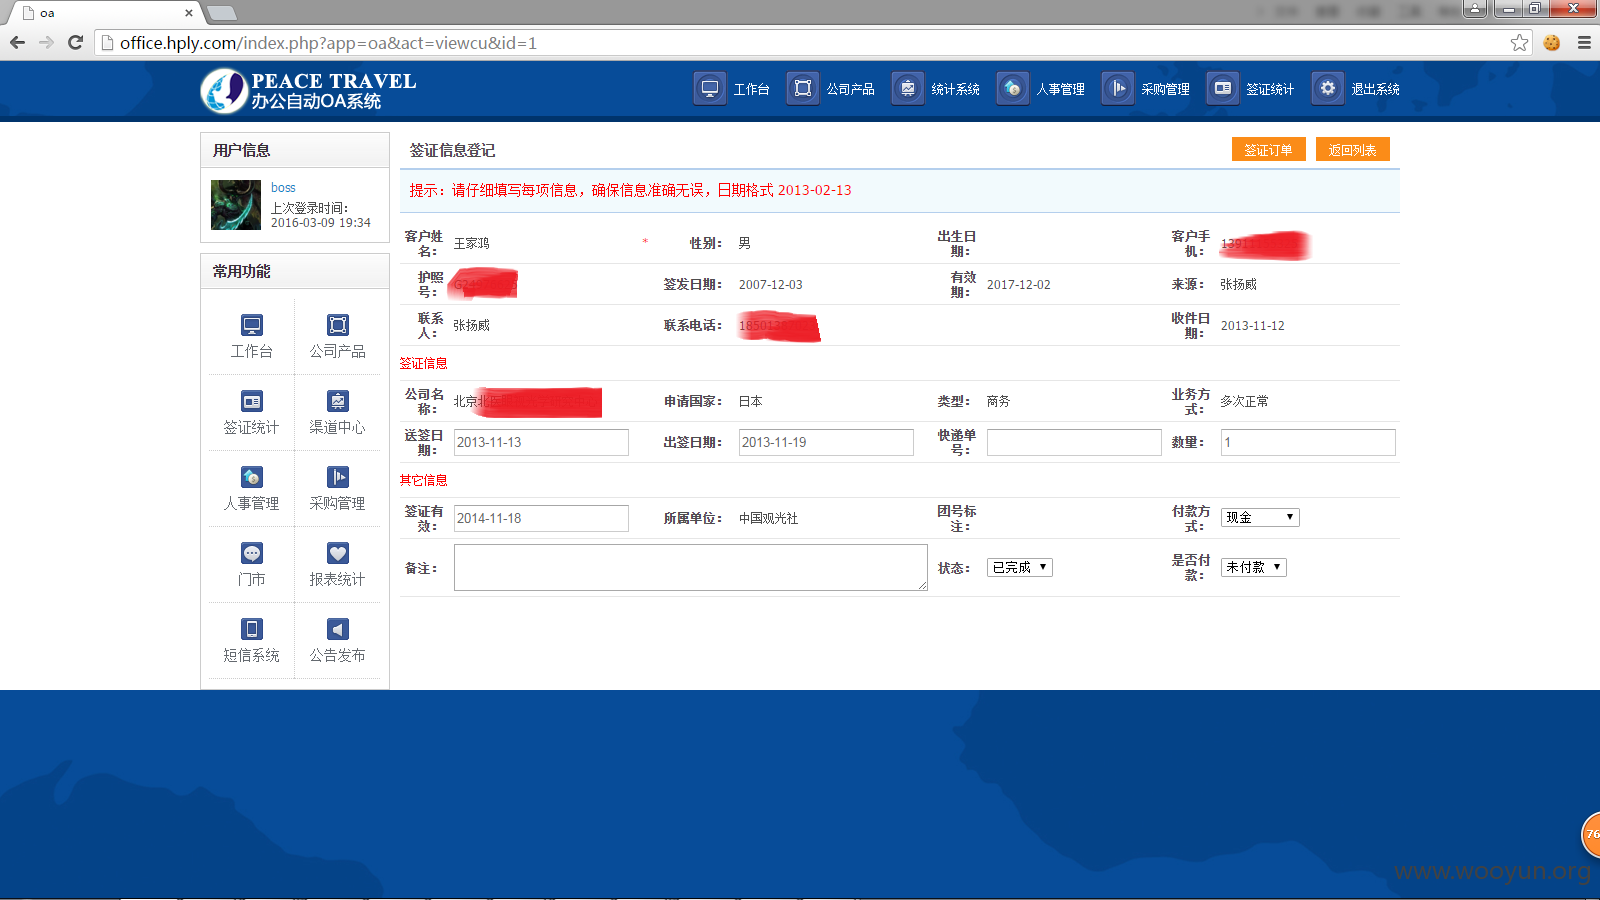 oa
office.hply.com/index.php?app=oa&act=viewcu&id=1
PEACE TRAVEL
办公自动OA系统
工作台
公司产品
统计系统
人事管理
采购管理
签证统计
退出系统
用户信息
boss
上次登录时间：
2016-03-09 19:34
常用功能
工作台
公司产品
签证统计
渠道中心
人事管理
采购管理
门市
报表统计
短信系统
公告发布
签证信息登记
签证订单
返回列表
提示：请仔细填写每项信息，确保信息准确无误，日期格式 2013-02-13
客户姓名：
王家鸿 *
性别：
男
出生日期：
客户手机：
护照号：
签发日期：
2007-12-03
有效期：
2017-12-02
来源：
张扬威
联系人：
张扬威
联系电话：
收件日期：
2013-11-12
签证信息
公司名称：
北京
申请国家：
日本
类型：
商务
业务方式：
多次正常
送签日期：
2013-11-13
出签日期：
2013-11-19
快递单号：
数量：
1
其它信息
签证有效：
2014-11-18
所属单位：
中国观光社
团号标注：
付款方式：
现金
备注：
状态：
已完成
是否付款：
未付款
76
www.wooyun.org